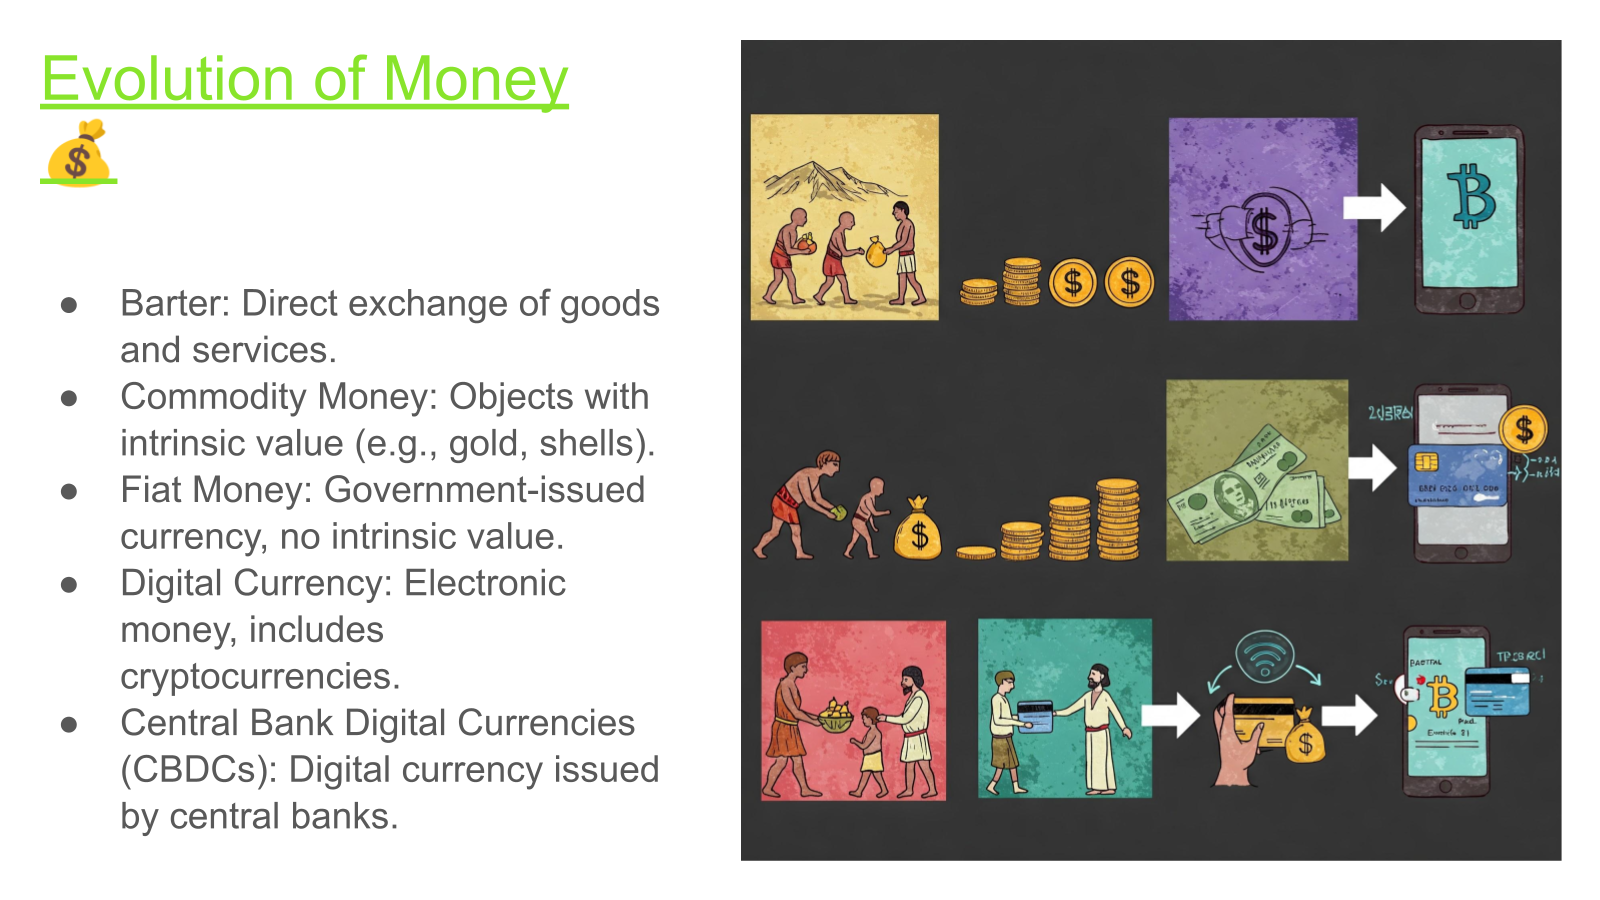 Evolution of Money
💰
● Barter: Direct exchange of goods
and services.
● Commodity Money: Objects with
intrinsic value (e.g., gold, shells).
● Fiat Money: Government-issued
currency, no intrinsic value.
● Digital Currency: Electronic
money, includes
cryptocurrencies.
● Central Bank Digital Currencies
(CBDCs): Digital currency issued
by central banks.